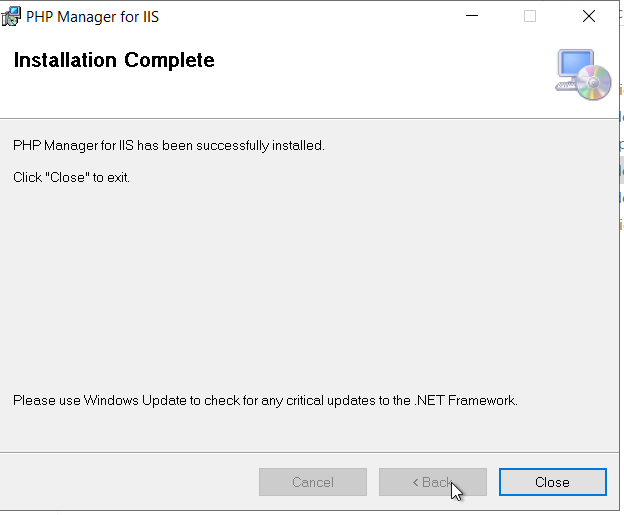 PHP Manager for IIS
Installation Complete
PHP Manager for IIS has been successfully installed.
Click "Close" to exit.
Please use Windows Update to check for any critical updates to the .NET Framework.
Cancel
< Back
Close